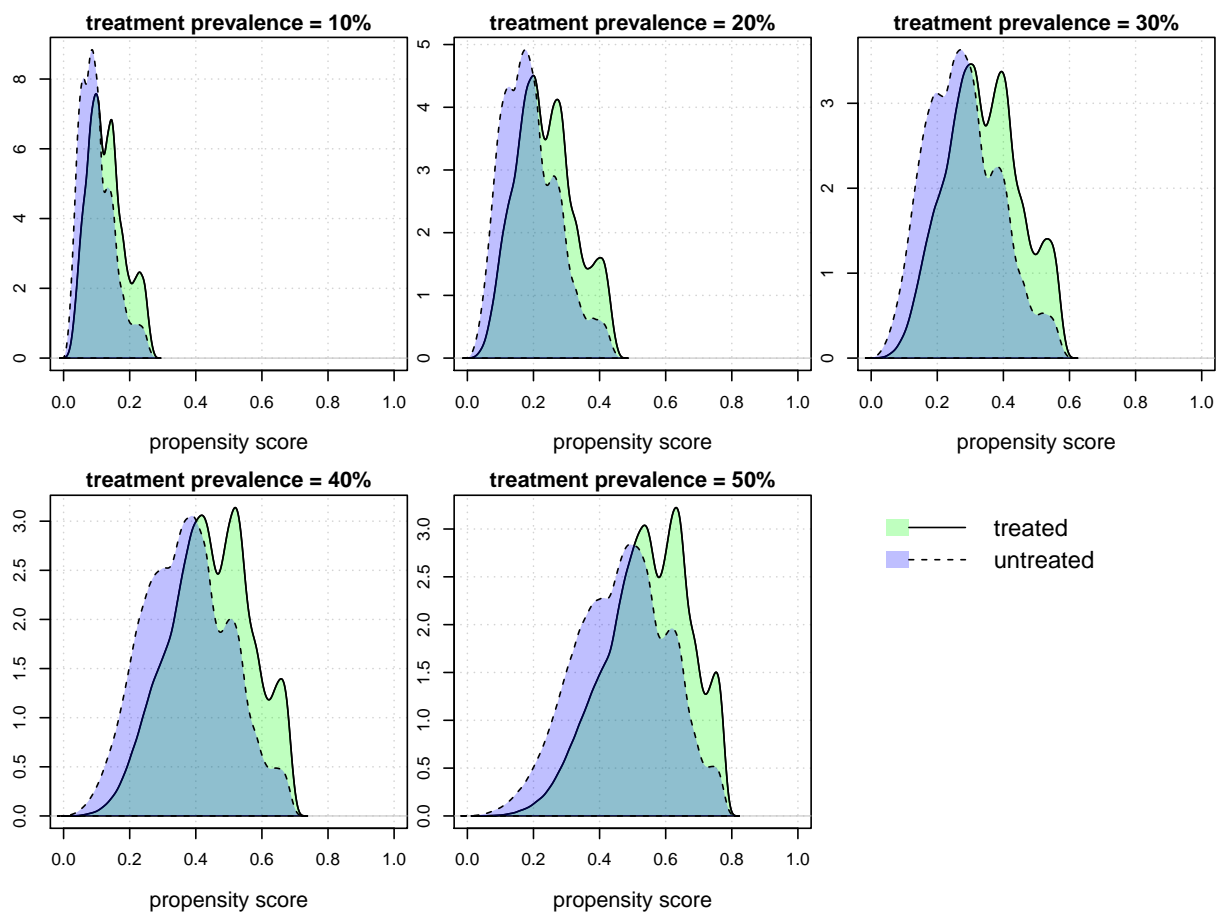 treatment prevalence = 10%
8
6
4
2
0
0.0 0.2 0.4 0.6 0.8 1.0
propensity score
treatment prevalence = 20%
5
4
3
2
1
0
0.0 0.2 0.4 0.6 0.8 1.0
propensity score
treatment prevalence = 30%
3
2
1
0
0.0 0.2 0.4 0.6 0.8 1.0
propensity score
treatment prevalence = 40%
3.0
2.5
2.0
1.5
1.0
0.5
0.0
0.0 0.2 0.4 0.6 0.8 1.0
propensity score
treatment prevalence = 50%
3.0
2.5
2.0
1.5
1.0
0.5
0.0
0.0 0.2 0.4 0.6 0.8 1.0
propensity score
treated
untreated